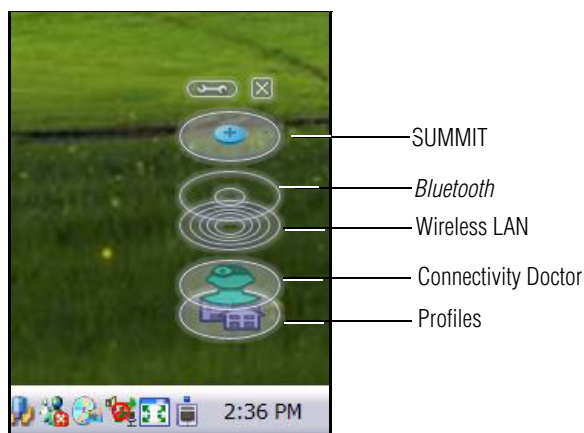 SUMMIT
Bluetooth
Wireless LAN
Connectivity Doctor
Profiles
2:36 PM